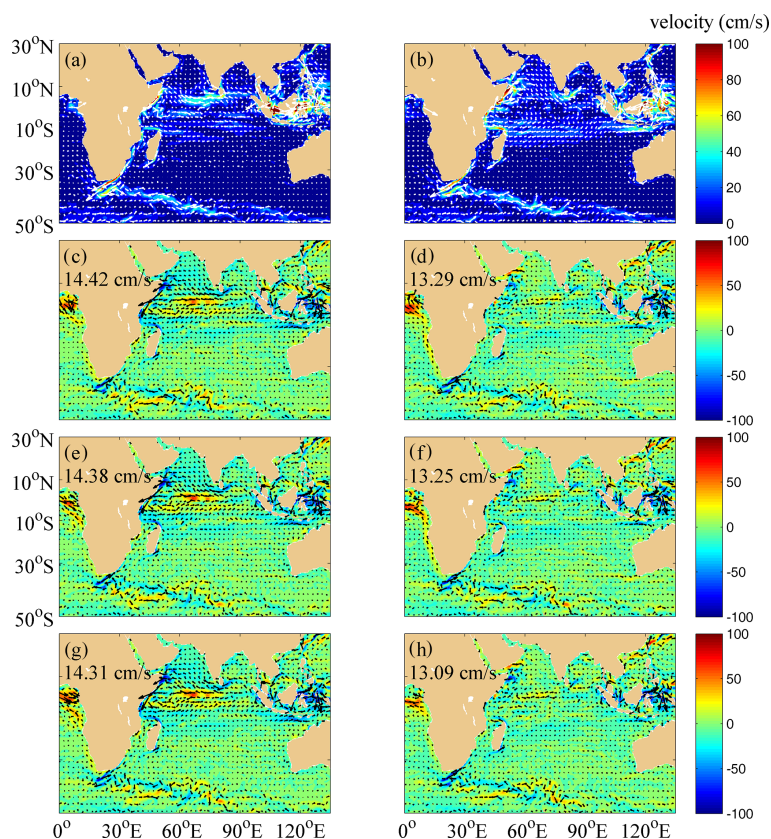 velocity (cm/s)
30°N
10°N
10°S
30°S
50°S
(a)
(b)
100
80
60
40
20
0
(c)
14.42 cm/s
(d)
13.29 cm/s
100
50
0
-50
-100
30°N
10°N
10°S
30°S
50°S
(e)
14.38 cm/s
(f)
13.25 cm/s
100
50
0
-50
-100
(g)
14.31 cm/s
(h)
13.09 cm/s
100
50
0
-50
-100
0° 30°E 60°E 90°E 120°E
0° 30°E 60°E 90°E 120°E